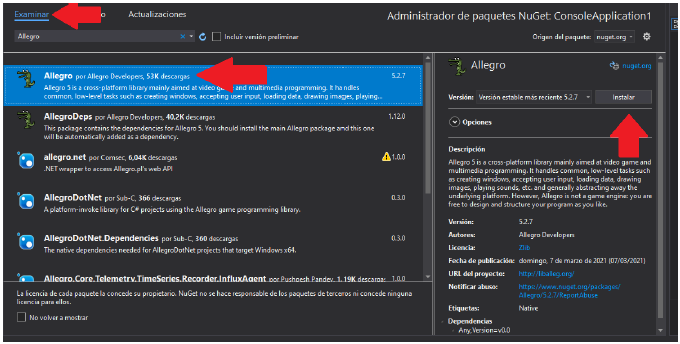 Examinar
o
Actualizaciones
Administrador de paquetes NuGet: ConsoleApplication1
Allegro
Incluir versión preliminar
Origen del paquete: nuget.org
Allegro por Allegro Developers, 53K descargas
5.2.7
Allegro 5 is a cross-platform library mainly aimed at video game and multimedia programming. It handles
common, low-level tasks such as creating windows, accepting user input, loading data, drawing images, playing...
AllegroDeps por Allegro Developers, 40,2K descargas
1.12.0
This package contains the dependencies for Allegro 5. You should install the main Allegro package and this one
will be automatically added as a dependency.
allegro.net por Comsec, 6,04K descargas
1.0.0
.NET wrapper to access Allegro.pl's web API
AllegroDotNet por Sub-C, 366 descargas
0.3.0
A platform-invoke library for C# projects using the Allegro game programming library.
AllegroDotNet.Dependencies por Sub-C, 360 descargas
0.3.0
The native dependencies needed for AllegroDotNet projects that target Windows x64.
Allegro.Core.Telemetry.TimeSeries.Recorder.InfluxAgent por Pushpesh Pandey, 1,19K descargas
1.0.0
La licencia de cada paquete la concede su propietario. NuGet no se hace responsable de los paquetes de terceros ni concede ninguna
licencia para ellos.
No volver a mostrar
Allegro
nuget.org
Versión: Versión estable más reciente 5.2.7
Instalar
Opciones
Descripción
Allegro 5 is a cross-platform library mainly aimed at video game and
multimedia programming. It handles common, low-level tasks such
as creating windows, accepting user input, loading data, drawing
images, playing sounds, etc. and generally abstracting away the
underlying platform. However, Allegro is not a game engine: you are
free to design and structure your program as you like.
Versión: 5.2.7
Autores: Allegro Developers
Licencia: Zlib
Fecha de publicación: domingo, 7 de marzo de 2021 (07/03/2021)
URL del proyecto: http://liballeg.org/
Notificar abuso: https://www.nuget.org/packages/
Allegro/5.2.7/ReportAbuse
Etiquetas: Native
Dependencias
Any,Version=v0.0